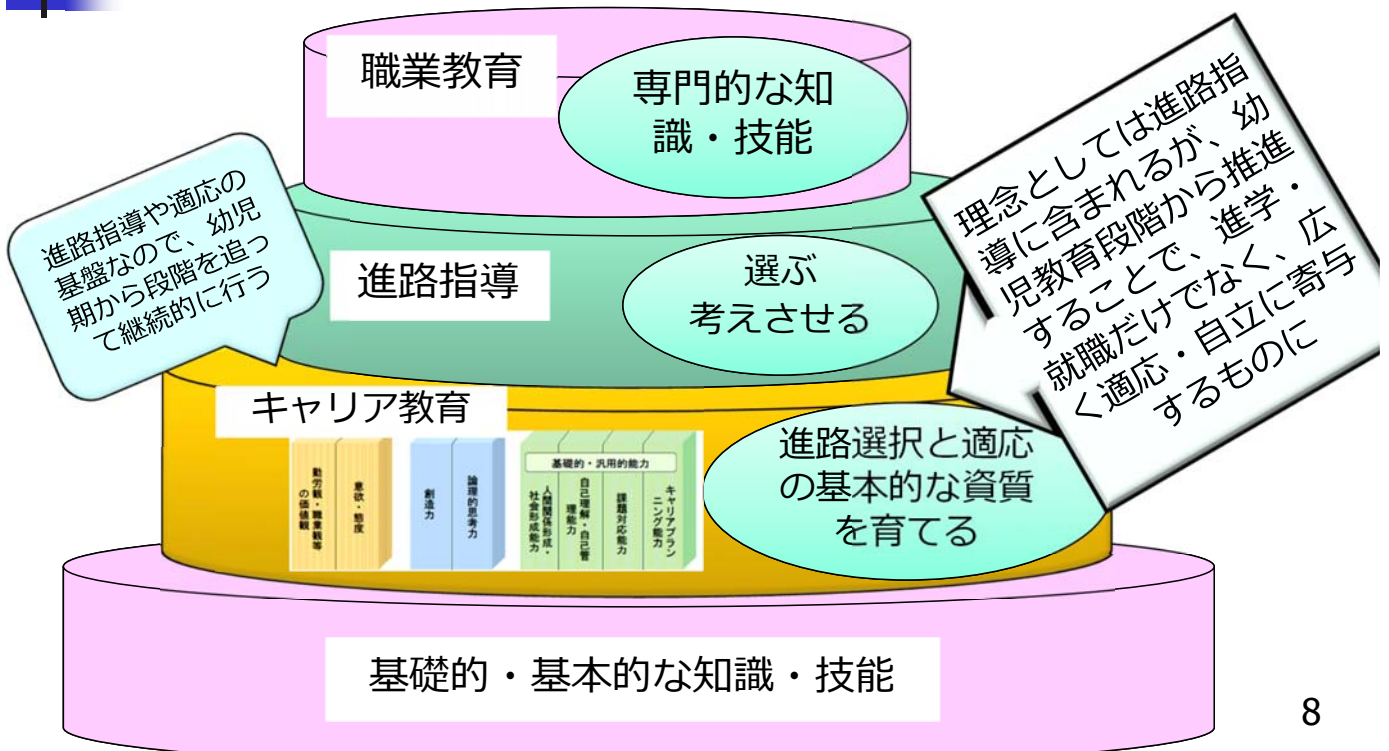 職業教育
専門的な知
識・技能
進路指導や適応の
基盤なので、幼児
期から段階を追っ
て継続的に行う
進路指導
選ぶ
考えさせる
理念としては進路指
導に含まれるが、幼
児教育段階から推進
することで、進学・
就職だけでなく、広
く適応・自立に寄与
するものに
キャリア教育
勤労観・職業観等
の価値観
意欲・態度
創造力
論理的思考力
基礎的・汎用的能力
人間関係形成・
社会形成能力
自己理解・自己管
理能力
課題対応能力
キャリアプラン
ニング能力
進路選択と適応
の基本的な資質
を育てる
基礎的・基本的な知識・技能
8